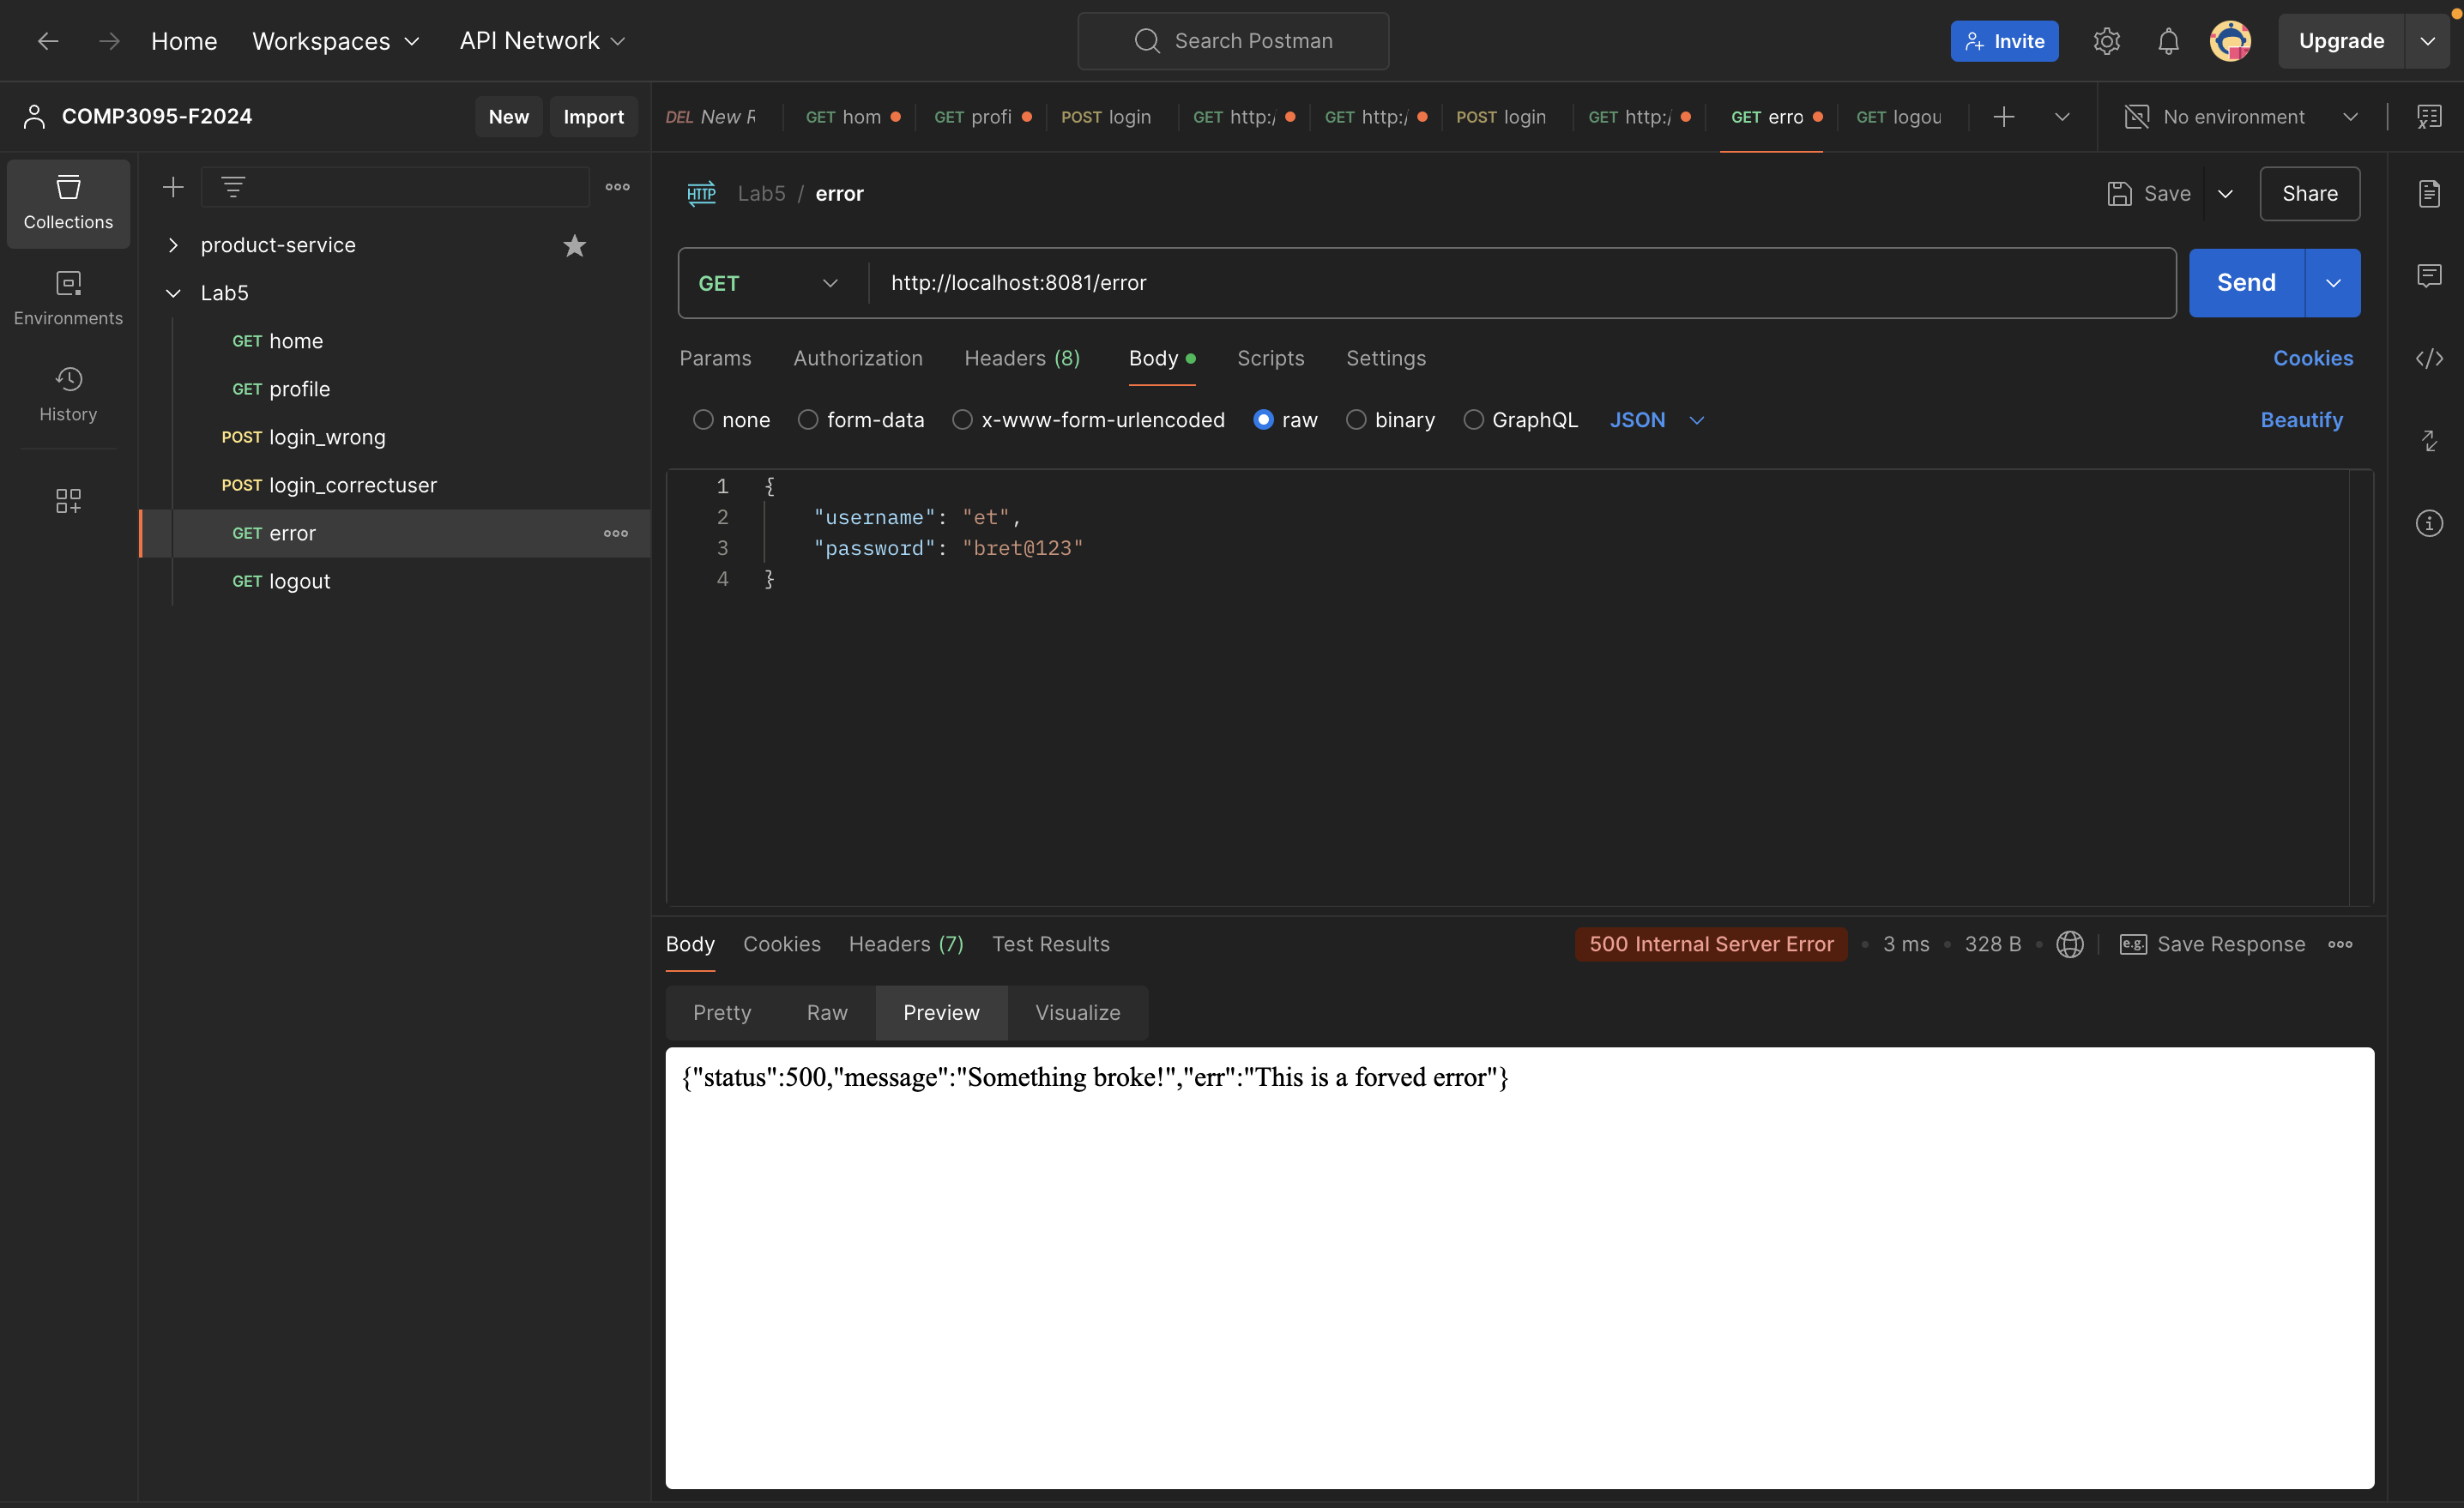 Home Workspaces API Network Search Postman Invite Upgrade
COMP3095-F2024 New Import
DEL New R GET hom GET profi POST login GET http:/ GET http:/ POST login GET http:/ GET erro GET logou No environment
Collections
Environments
History
product-service
Lab5
GET home
GET profile
POST login_wrong
POST login_correctuser
GET error
GET logout
HTTP Lab5 / error Save Share
GET http://localhost:8081/error Send
Params Authorization Headers (8) Body Scripts Settings Cookies
none form-data x-www-form-urlencoded raw binary GraphQL JSON Beautify
1 {
2 "username": "et",
3 "password": "bret@123"
4 }
Body Cookies Headers (7) Test Results 500 Internal Server Error • 3 ms • 328 B • e.g. Save Response
Pretty Raw Preview Visualize
{"status":500,"message":"Something broke!","err":"This is a forved error"}